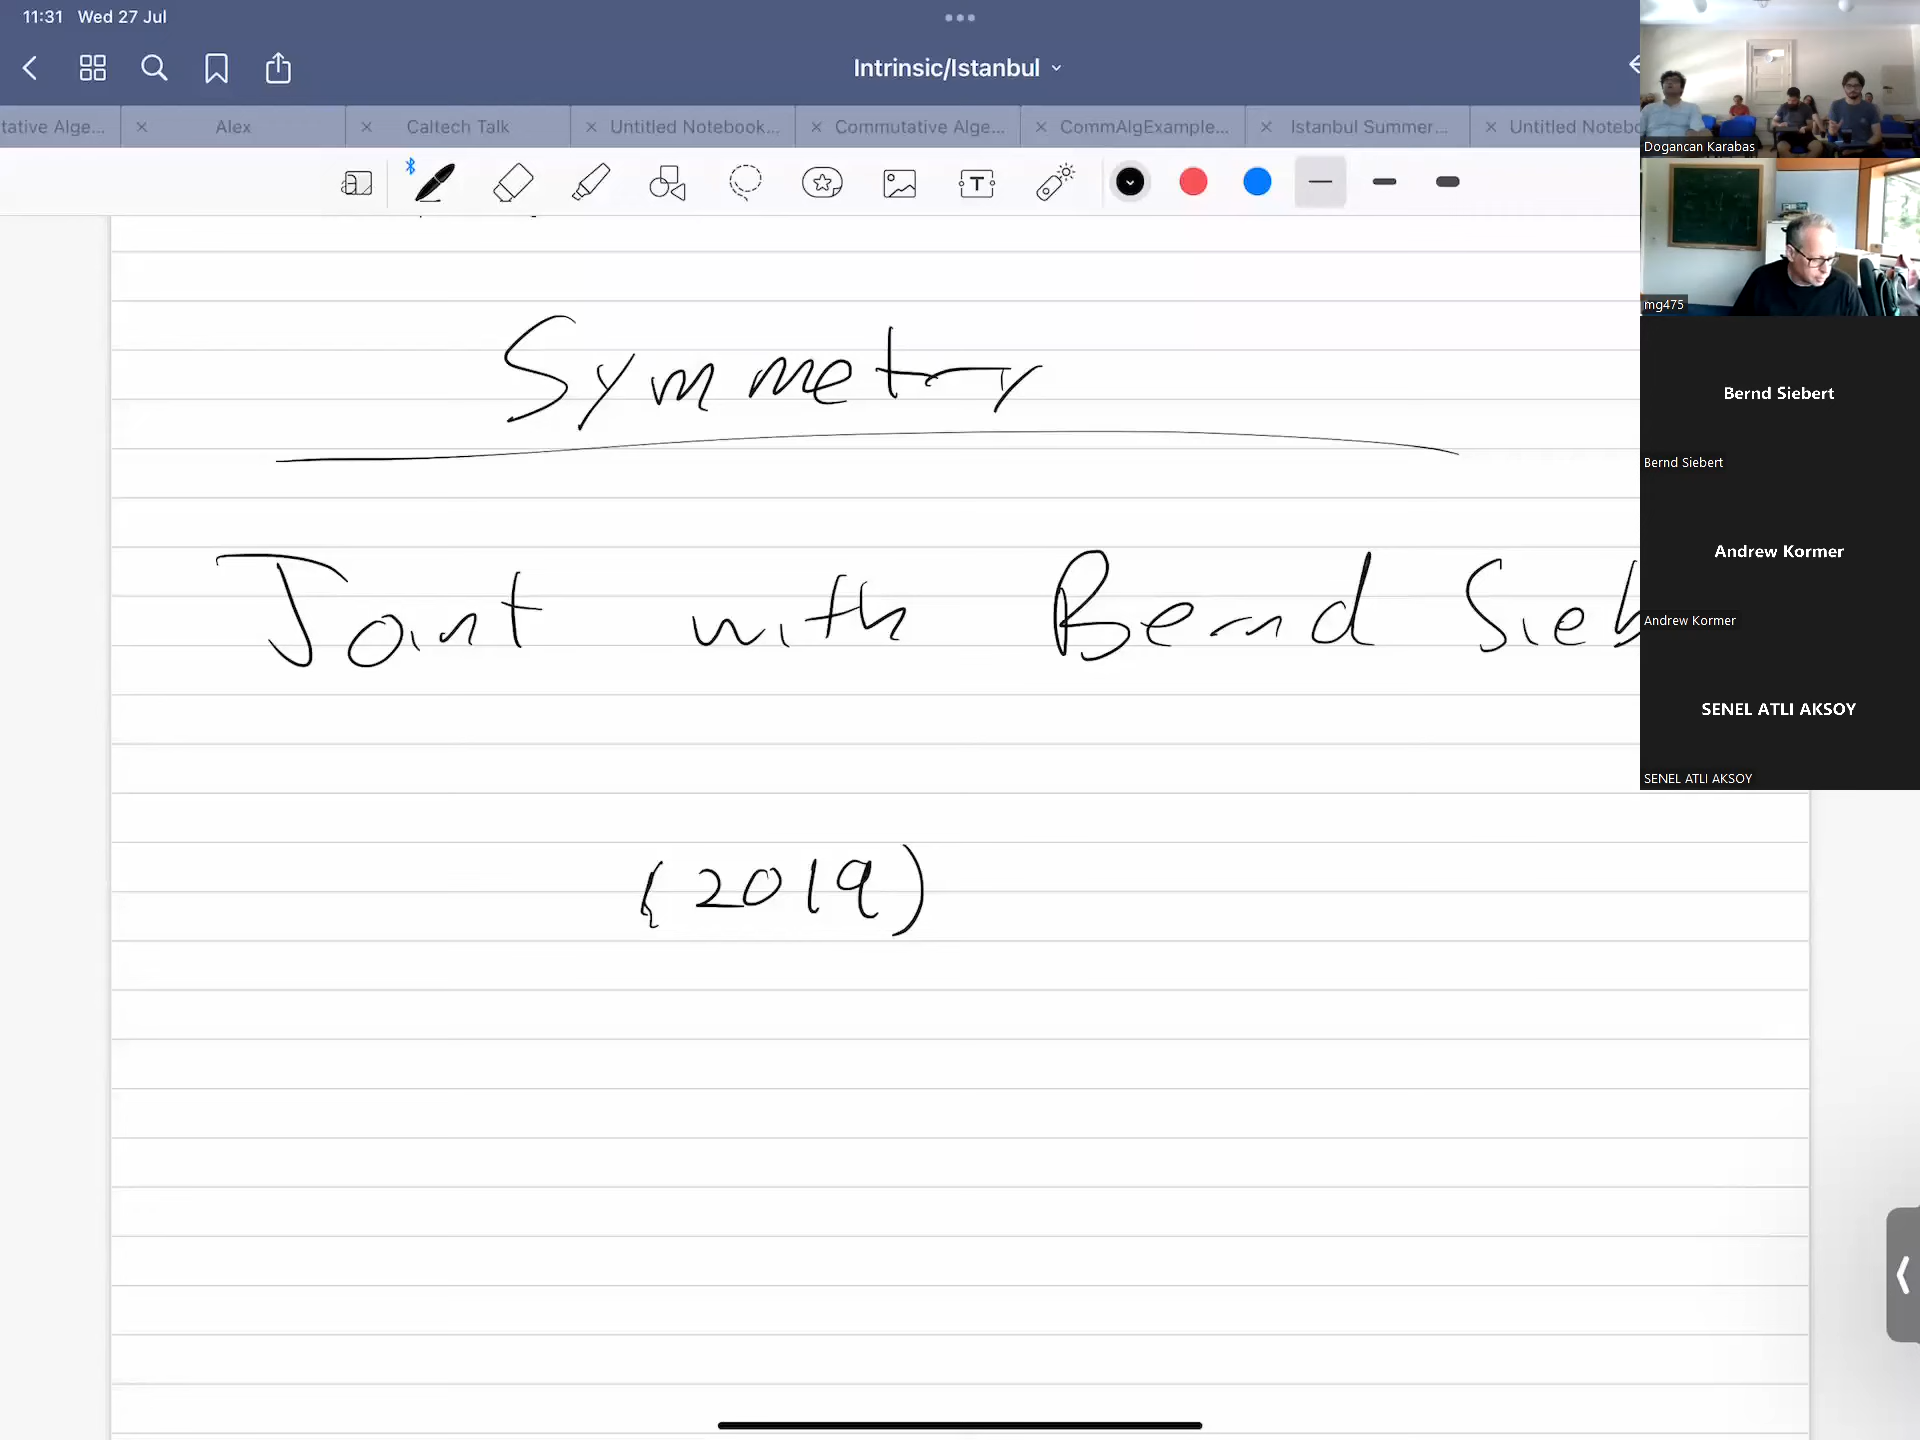 11:31 Wed 27 Jul
Intrinsic/Istanbul
tative Alge...
Alex
Caltech Talk
Untitled Notebook...
Commutative Alge...
CommAlgExample...
Istanbul Summer...
Untitled Notebo
T
Symmetry
Joint with Bernd Sieb
(2019)
Dogancan Karabas
mg475
Bernd Siebert
Bernd Siebert
Andrew Kormer
Andrew Kormer
SENEL ATLI AKSOY
SENEL ATLI AKSOY